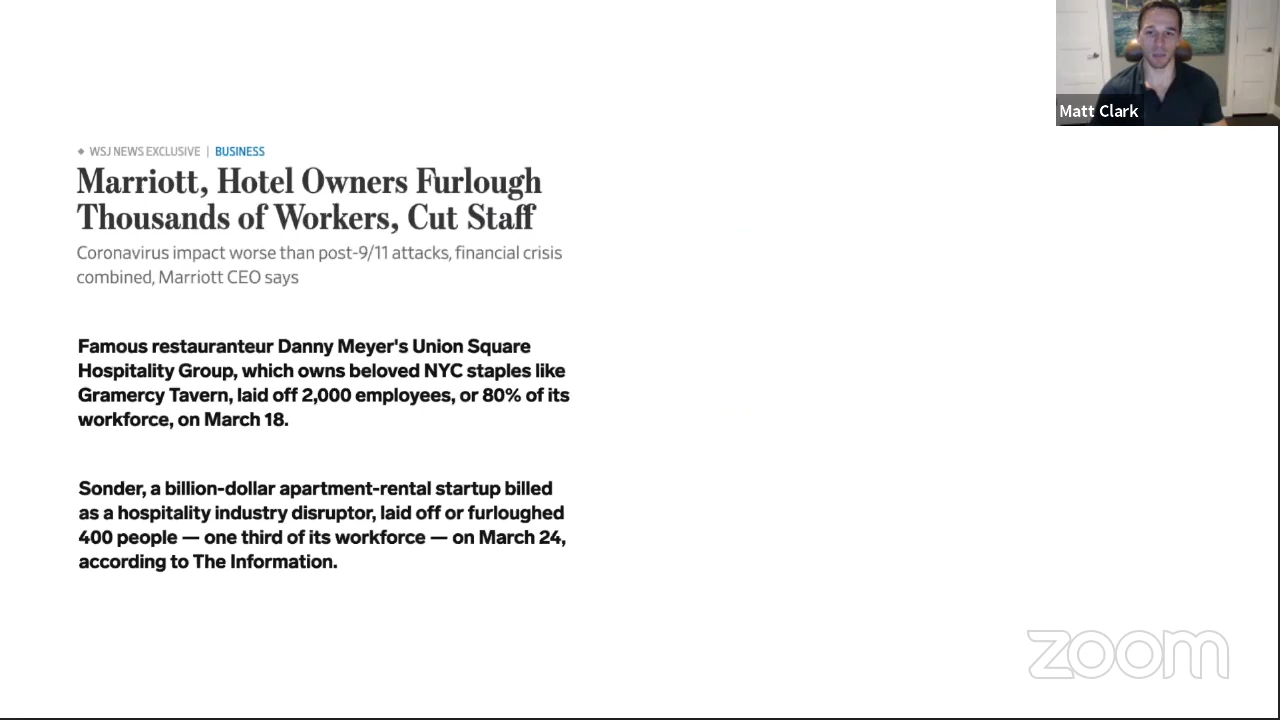 Matt Clark
◆ WSJ NEWS EXCLUSIVE | BUSINESS
Marriott, Hotel Owners Furlough
Thousands of Workers, Cut Staff
Coronavirus impact worse than post-9/11 attacks, financial crisis
combined, Marriott CEO says
Famous restauranteur Danny Meyer's Union Square
Hospitality Group, which owns beloved NYC staples like
Gramercy Tavern, laid off 2,000 employees, or 80% of its
workforce, on March 18.
Sonder, a billion-dollar apartment-rental startup billed
as a hospitality industry disruptor, laid off or furloughed
400 people — one third of its workforce — on March 24,
according to The Information.
zoom